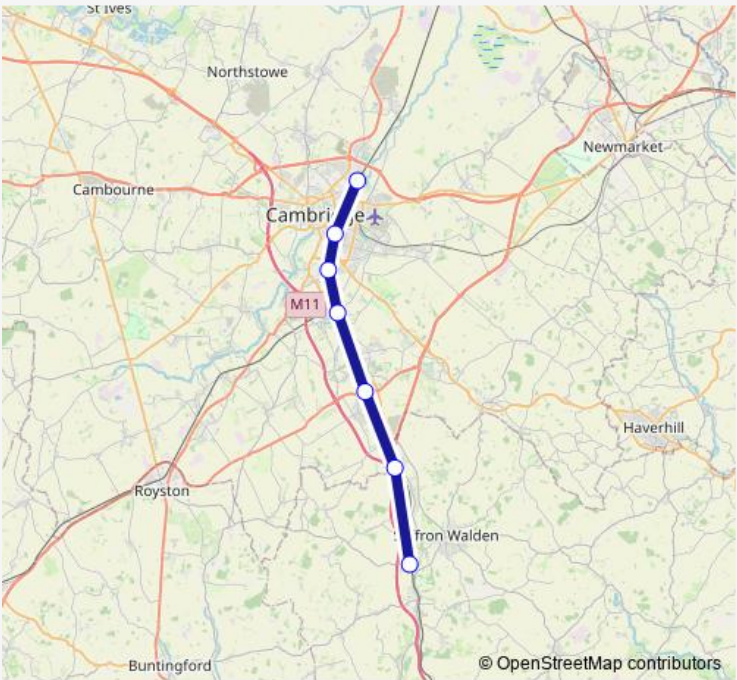 St Ives
Northstowe
Newmarket
Cambourne
Cambridge
M11
Haverhill
Royston
fron Walden
Buntingford
© OpenStreetMap contributors